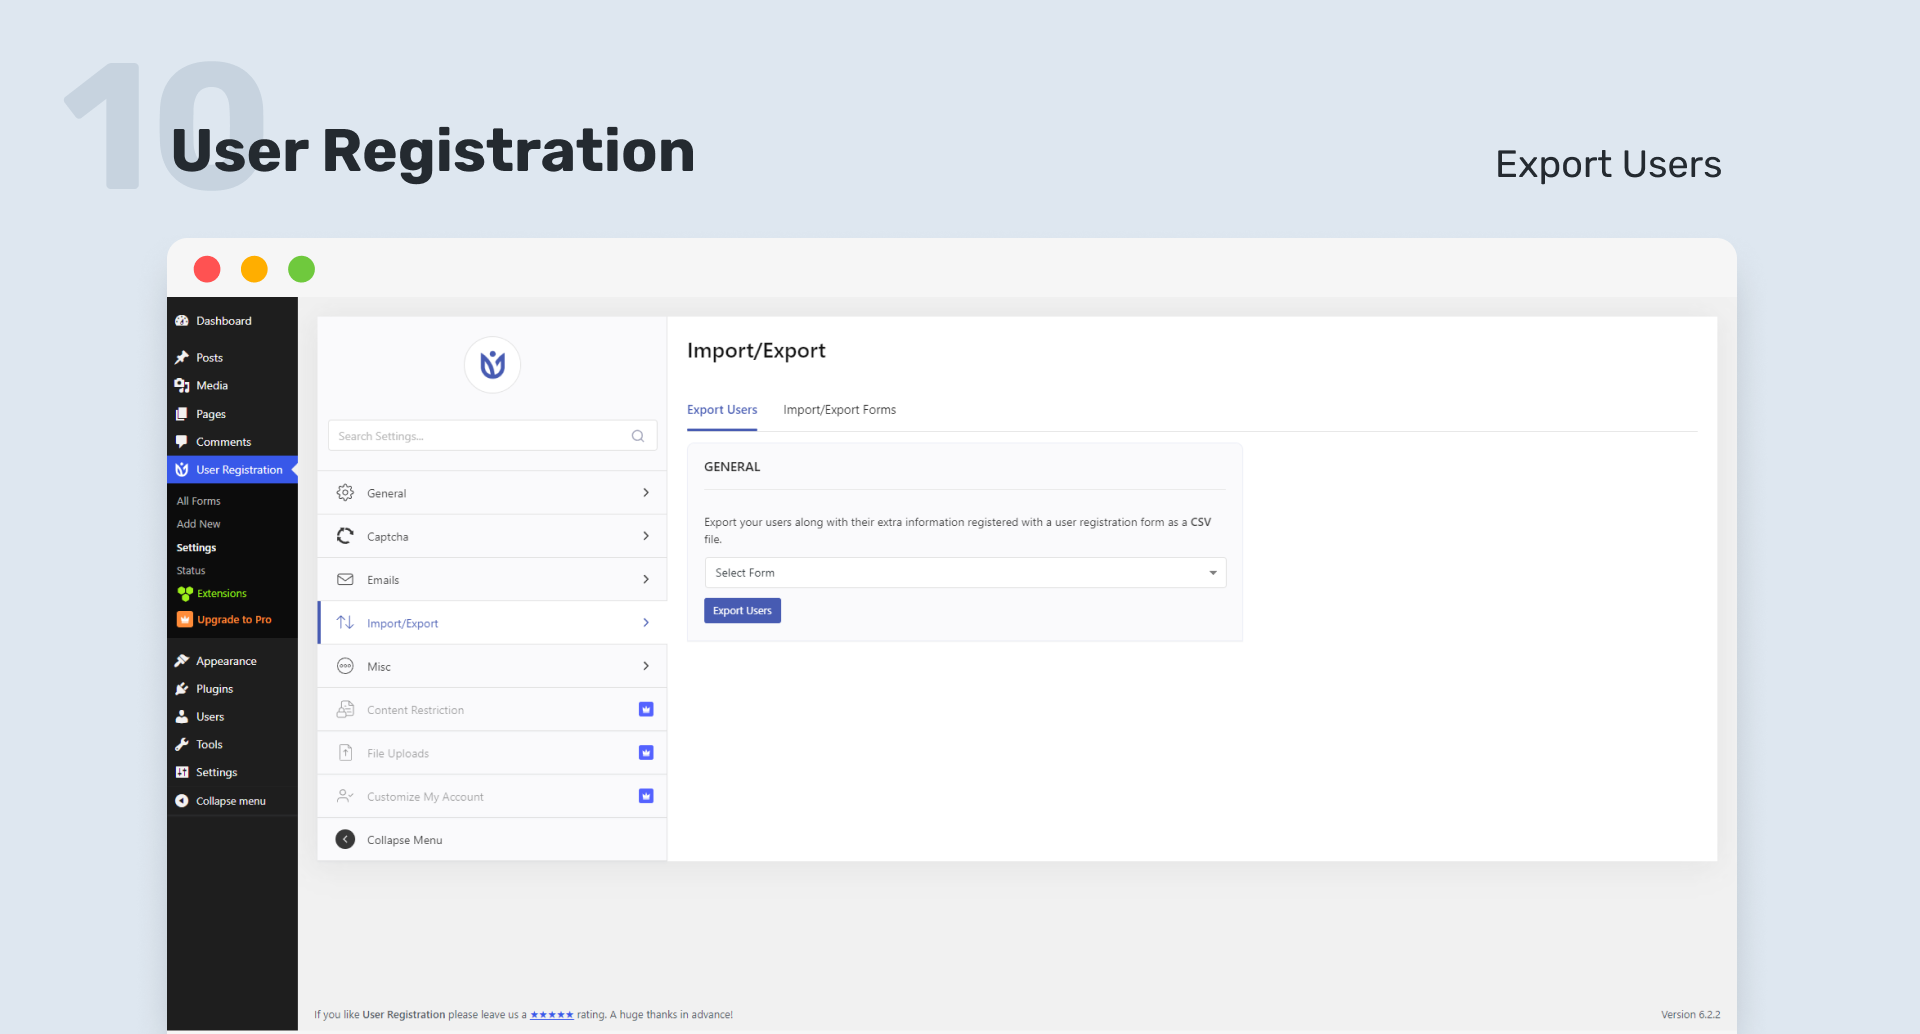 10
User Registration
Export Users
Dashboard
Posts
Media
Pages
Comments
User Registration
All Forms
Add New
Settings
Status
Extensions
Upgrade to Pro
Appearance
Plugins
Users
Tools
Settings
Collapse menu
Search Settings...
General
Captcha
Emails
Import/Export
Misc
Content Restriction
File Uploads
Customize My Account
Collapse Menu
Import/Export
Export Users
Import/Export Forms
GENERAL
Export your users along with their extra information registered with a user registration form as a CSV
file.
Select Form
Export Users
If you like User Registration please leave us a ★★★★★ rating. A huge thanks in advance!
Version 6.2.2